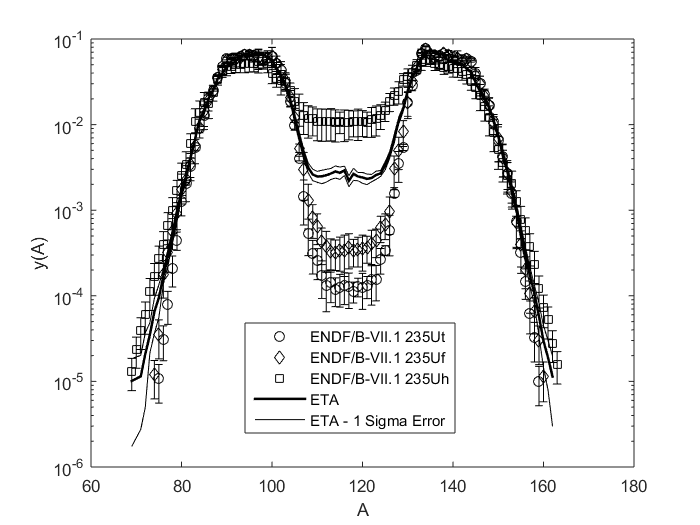 10^-1
10^-2
10^-3
10^-4
10^-5
10^-6
y(A)
ENDF/B-VII.1 235Ut
ENDF/B-VII.1 235Uf
ENDF/B-VII.1 235Uh
ETA
ETA - 1 Sigma Error
60 80 100 120 140 160 180
A